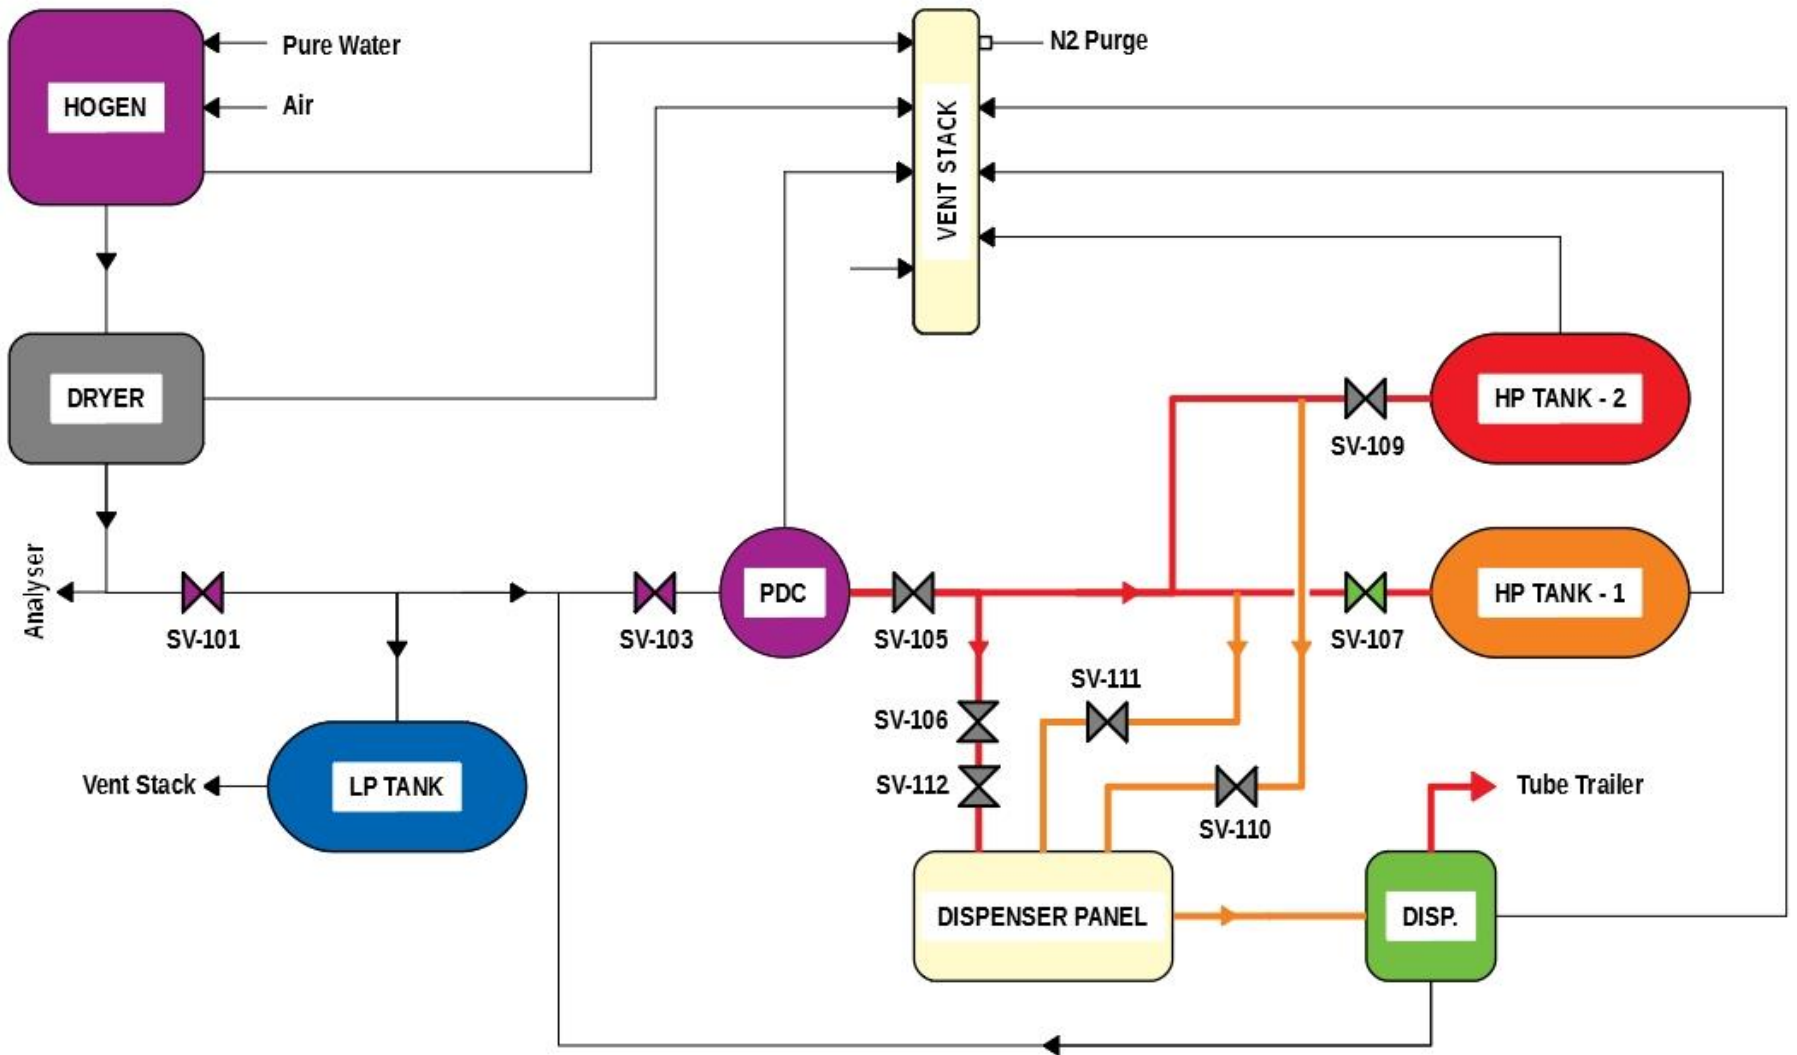 Pure Water
N2 Purge
HOGEN
Air
VENT STACK
DRYER
HP TANK - 2
SV-109
Analyser
PDC
HP TANK - 1
SV-101
SV-103
SV-105
SV-107
SV-111
SV-106
Vent Stack
LP TANK
SV-112
Tube Trailer
SV-110
DISPENSER PANEL
DISP.